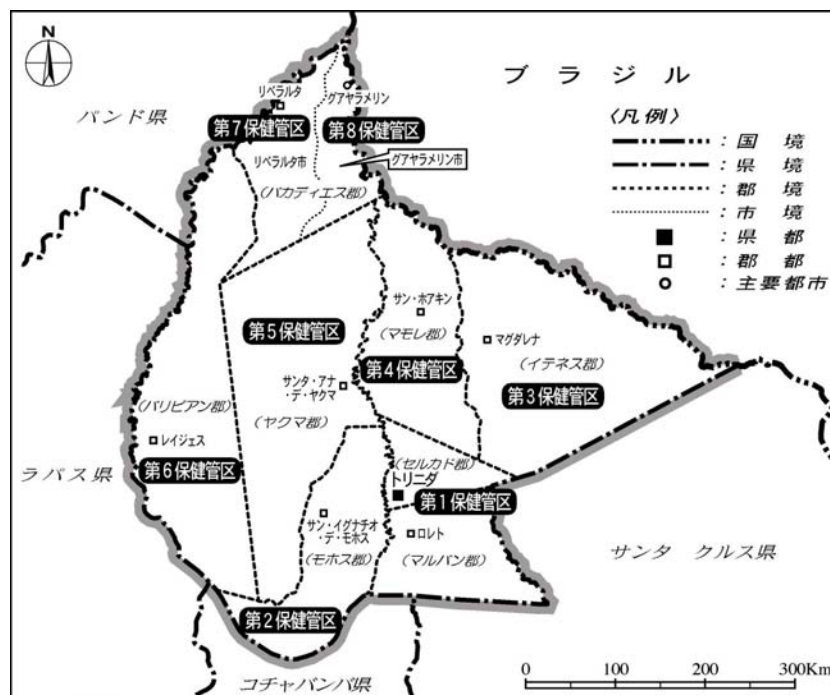 N
ブラジル
〈凡例〉
：国境
：県境
：郡境
：市境
：県都
：郡都
：主要都市
バンド県
リベラルタ
グアヤラメリン
第7保健管区
第8保健管区
リベラルタ市
グアヤラメリン市
(バカディエス郡)
サン・ホアキン
第5保健管区
(マモレ郡)
マグダレナ
第4保健管区
(イテネス郡)
サンタ・アナ
・デ・ヤクマ
第3保健管区
(バリビアン郡)
(ヤクマ郡)
レイジェス
第6保健管区
ラパス県
(セルカド郡)
トリニダ
第1保健管区
サン・イグナチオ
・デ・モホス
ロレト
(モホス郡)
(マルバン郡)
サンタ クルス県
第2保健管区
コチャバンバ県
0 100 200 300Km